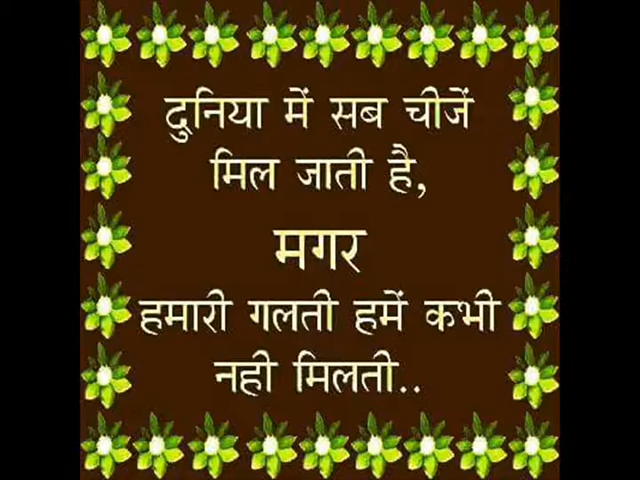 दुनिया में सब चीजें
मिल जाती है,
मगर
हमारी गलती हमें कभी
नही मिलती..